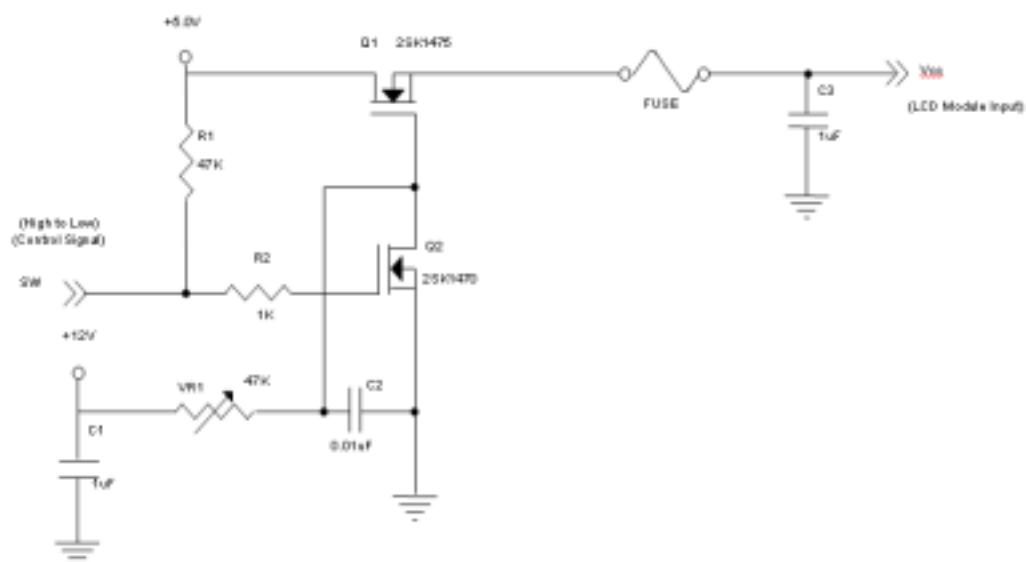 +5.0V
Q1 2SK1475
FUSE
C3
1uF
(LCD Module Input)
R1
47K
(High to Low)
(Control Signal)
SW
R2
1K
Q2
+12V
VR1
47K
C2
0.01uF
C1
1uF